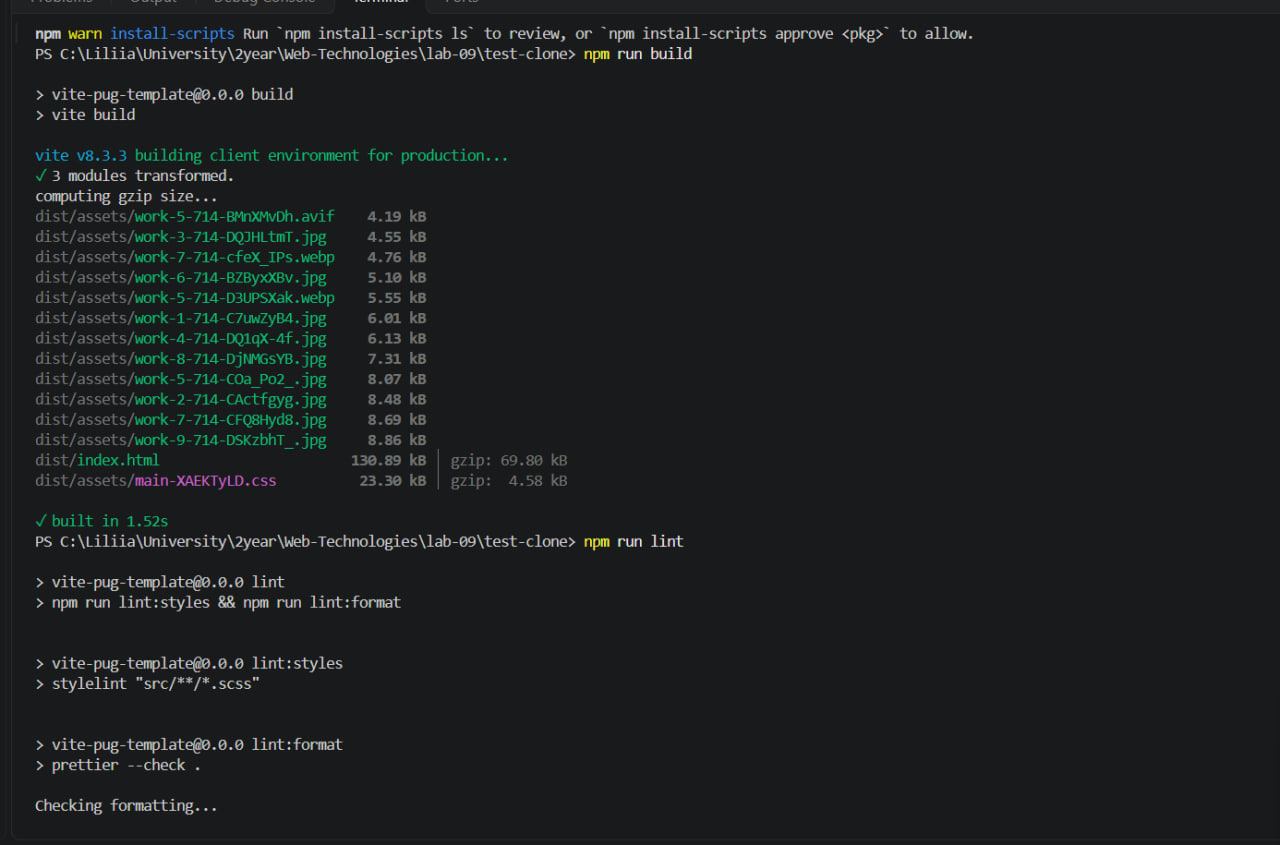 Problems Output Debug Console Terminal Ports
npm warn install-scripts Run `npm install-scripts ls` to review, or `npm install-scripts approve <pkg>` to allow.
PS C:\Liliia\University\2year\Web-Technologies\lab-09\test-clone> npm run build
> vite-pug-template@0.0.0 build
> vite build
vite v8.3.3 building client environment for production...
✓ 3 modules transformed.
computing gzip size...
dist/assets/work-5-714-BMnXMvDh.avif 4.19 kB
dist/assets/work-3-714-DQJHLtmT.jpg 4.55 kB
dist/assets/work-7-714-cfeX_IPs.webp 4.76 kB
dist/assets/work-6-714-BZByxXBv.jpg 5.10 kB
dist/assets/work-5-714-D3UPSXak.webp 5.55 kB
dist/assets/work-1-714-C7uwZyB4.jpg 6.01 kB
dist/assets/work-4-714-DQ1qX-4f.jpg 6.13 kB
dist/assets/work-8-714-DjNMGsYB.jpg 7.31 kB
dist/assets/work-5-714-COa_Po2_.jpg 8.07 kB
dist/assets/work-2-714-CActfgyg.jpg 8.48 kB
dist/assets/work-7-714-CFQ8Hyd8.jpg 8.69 kB
dist/assets/work-9-714-DSKzbhT_.jpg 8.86 kB
dist/index.html 130.89 kB │ gzip: 69.80 kB
dist/assets/main-XAEKTyLD.css 23.30 kB │ gzip: 4.58 kB
✓ built in 1.52s
PS C:\Liliia\University\2year\Web-Technologies\lab-09\test-clone> npm run lint
> vite-pug-template@0.0.0 lint
> npm run lint:styles && npm run lint:format
> vite-pug-template@0.0.0 lint:styles
> stylelint "src/**/*.scss"
> vite-pug-template@0.0.0 lint:format
> prettier --check .
Checking formatting...